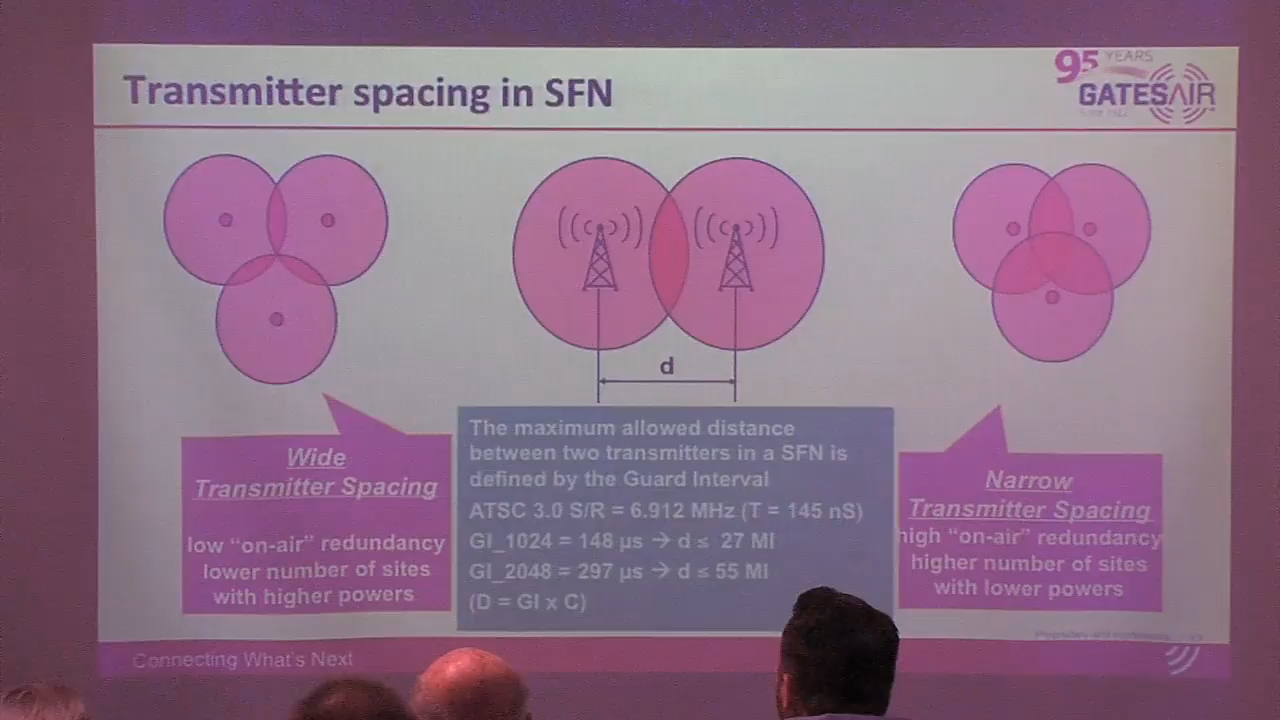 Transmitter spacing in SFN
95 YEARS
GATESAIR
d
Wide
Transmitter Spacing
low “on-air” redundancy
lower number of sites
with higher powers
The maximum allowed distance
between two transmitters in a SFN is
defined by the Guard Interval
ATSC 3.0 S/R = 6.912 MHz (T = 145 nS)
GI_1024 = 148 µs → d ≤ 27 MI
GI_2048 = 297 µs → d ≤ 55 MI
(D = GI x C)
Narrow
Transmitter Spacing
high “on-air” redundancy
higher number of sites
with lower powers
Connecting What's Next